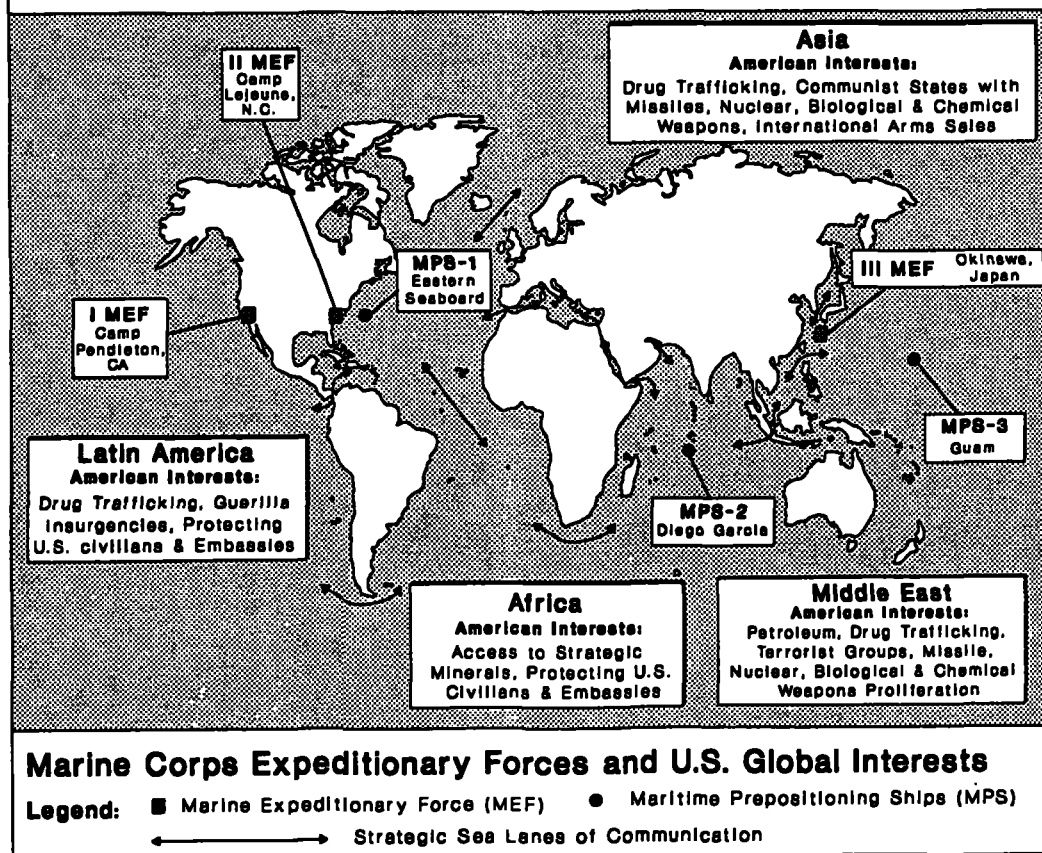 II MEF
Camp
Lejeune,
N.C.
Asia
American Interests:
Drug Trafficking, Communist States with
Missiles, Nuclear, Biological & Chemical
Weapons, International Arms Sales
MPS-1
Eastern
Seaboard
III MEF Okinawa,
Japan
I MEF
Camp
Pendleton,
CA
MPS-3
Guam
Latin America
American Interests:
Drug Trafficking, Guerilla
Insurgencies, Protecting
U.S. civilians & Embassies
MPS-2
Diego Garcia
Africa
American Interests:
Access to Strategic
Minerals, Protecting U.S.
Civilians & Embassies
Middle East
American Interests:
Petroleum, Drug Trafficking,
Terrorist Groups, Missile,
Nuclear, Biological & Chemical
Weapons Proliferation
Marine Corps Expeditionary Forces and U.S. Global Interests
Legend: Marine Expeditionary Force (MEF) Maritime Prepositioning Ships (MPS)
Strategic Sea Lanes of Communication